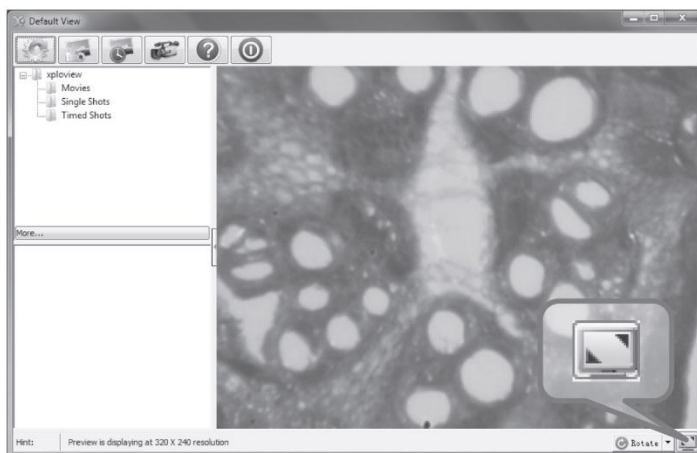 Default View
xploview
Movies
Single Shots
Timed Shots
More...
Hint: Preview is displaying at 320 X 240 resolution
Rotate